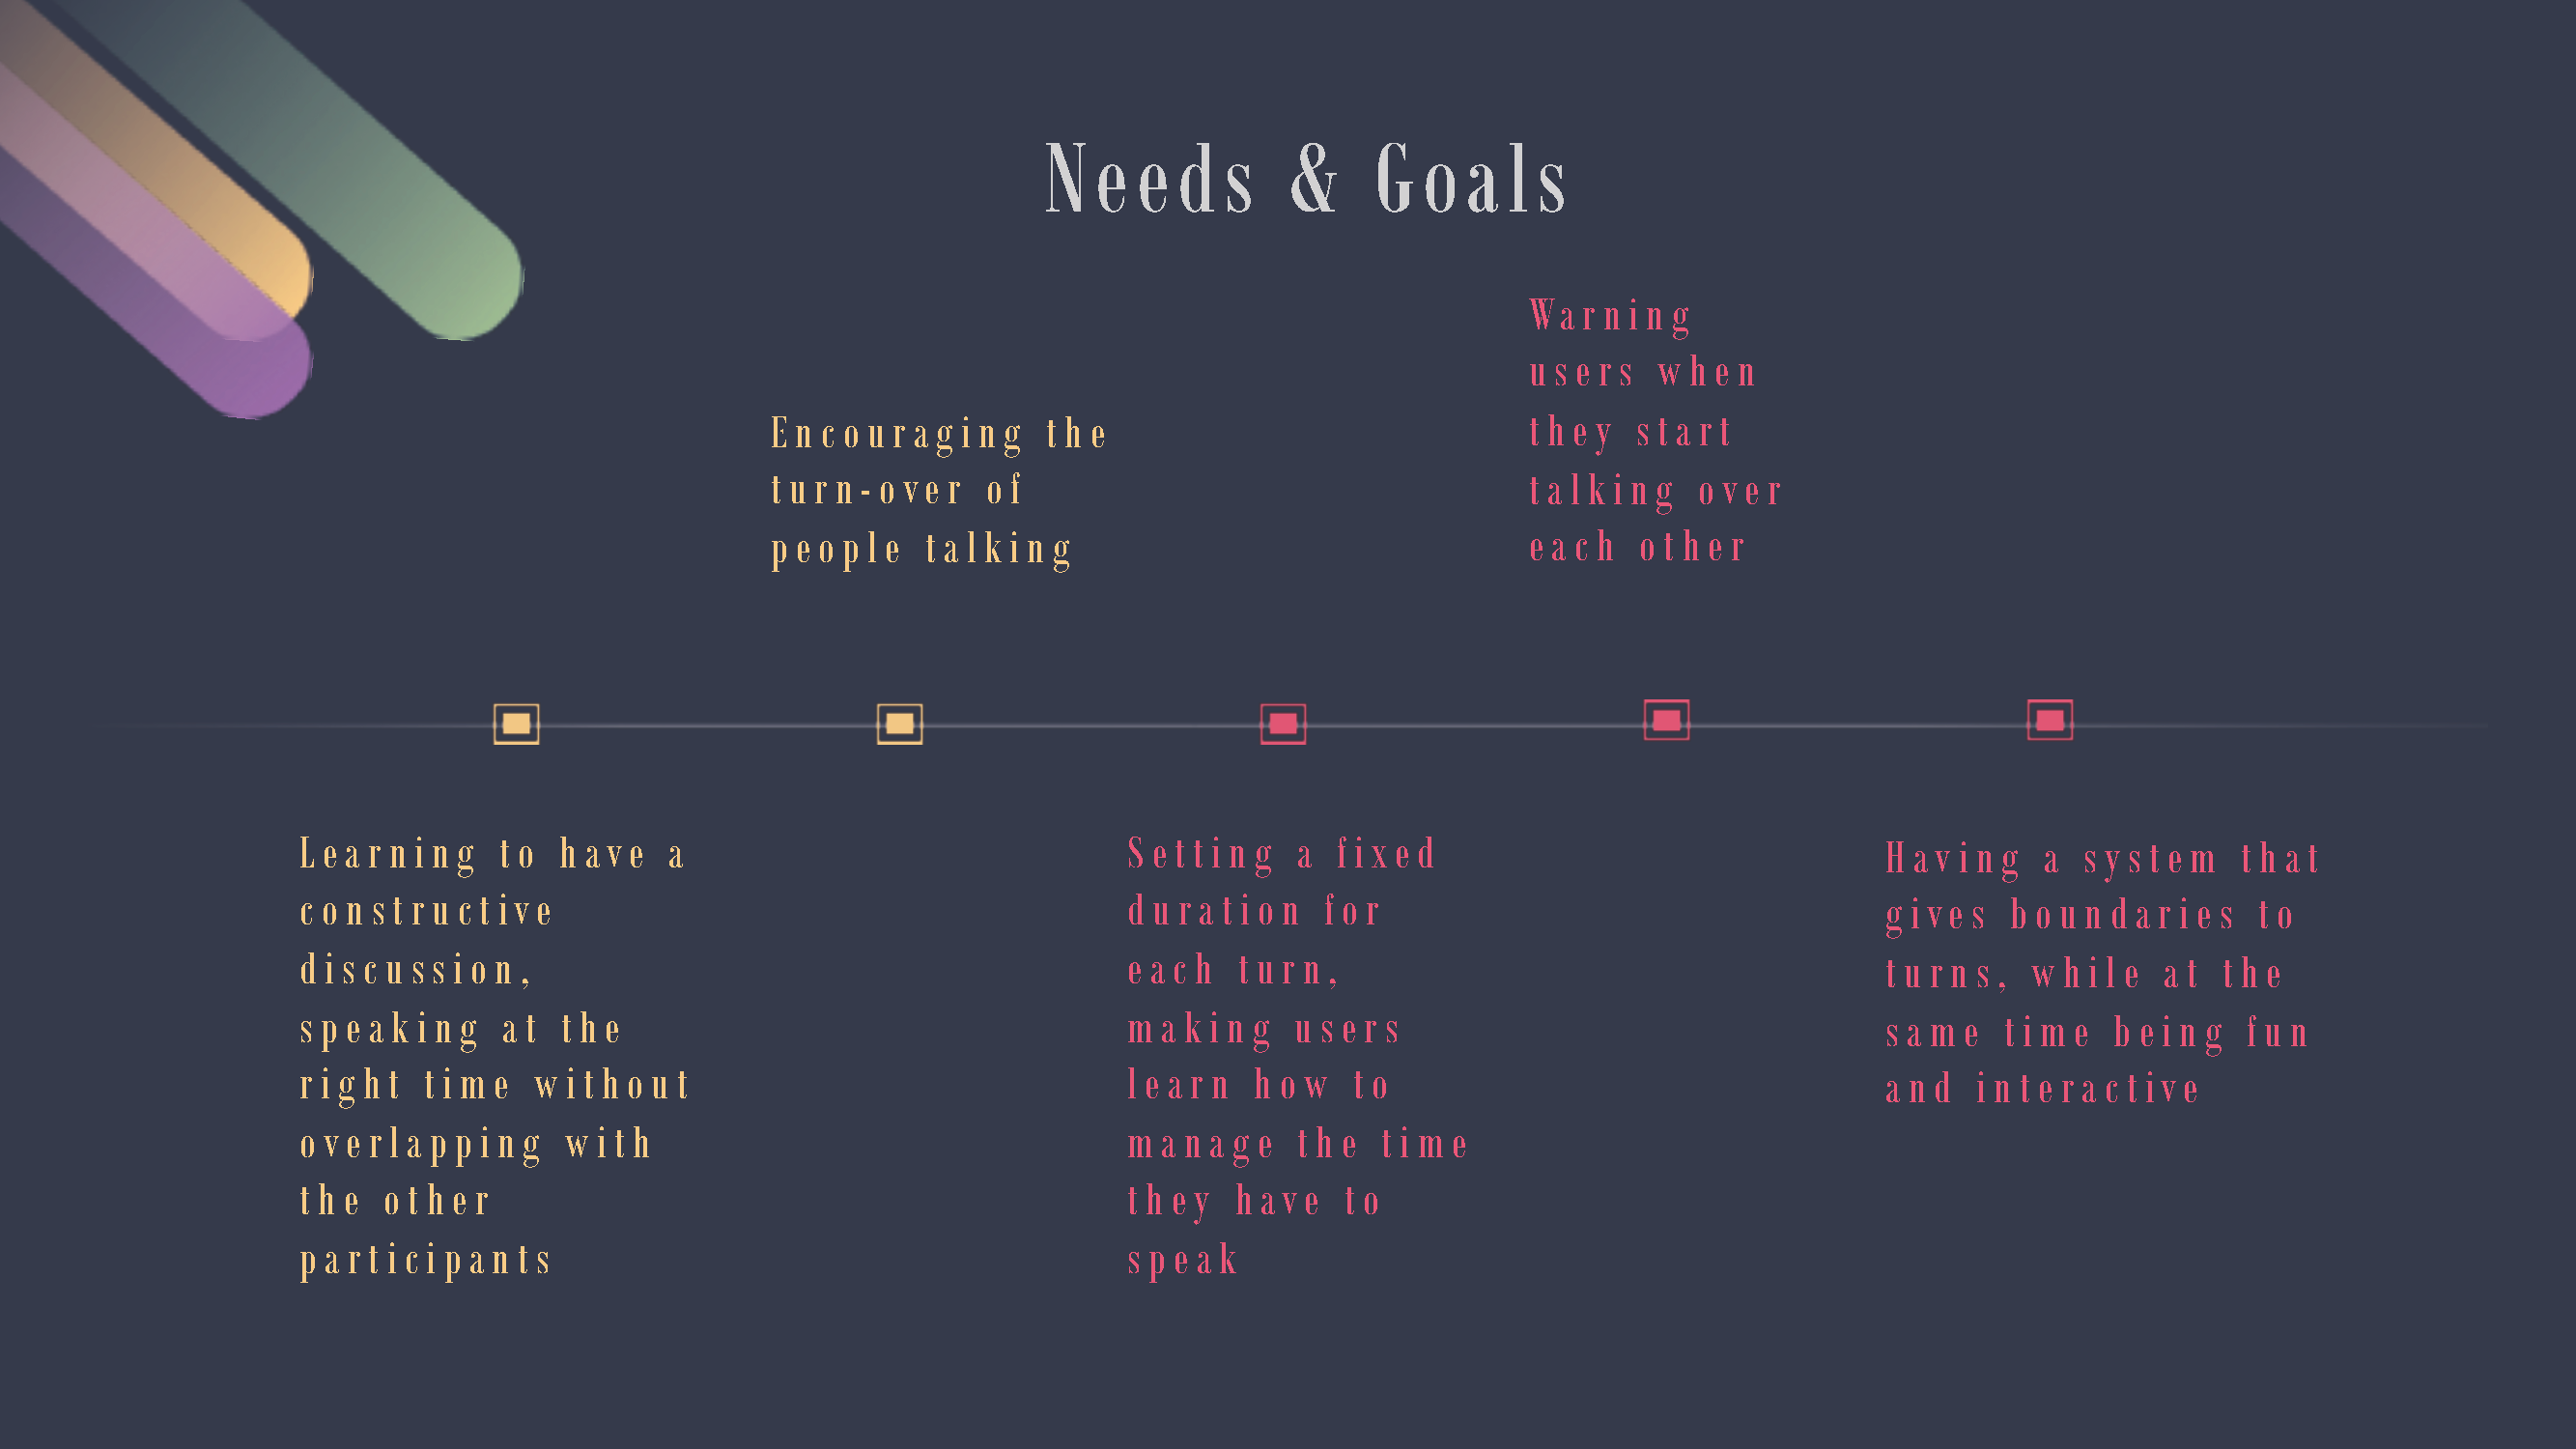 Needs & Goals
Learning to have a
constructive
discussion,
speaking at the
right time without
overlapping with
the other
participants
Encouraging the
turn-over of
people talking
Setting a fixed
duration for
each turn,
making users
learn how to
manage the time
they have to
speak
Warning
users when
they start
talking over
each other
Having a system that
gives boundaries to
turns, while at the
same time being fun
and interactive